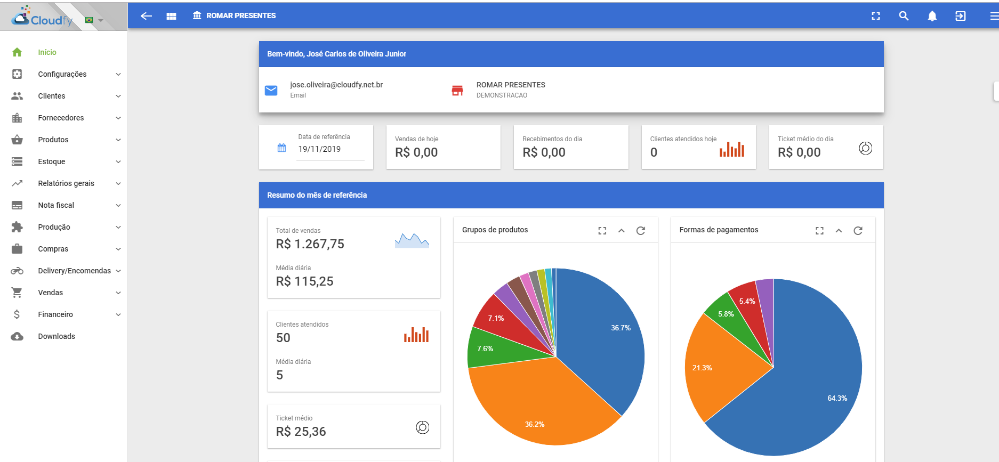 Cloudfy
ROMAR PRESENTES
Início
Configurações
Clientes
Fornecedores
Produtos
Estoque
Relatórios gerais
Nota fiscal
Produção
Compras
Delivery/Encomendas
Vendas
Financeiro
Downloads
Bem-vindo, José Carlos de Oliveira Junior
jose.oliveira@cloudfy.net.br
Email
ROMAR PRESENTES
DEMONSTRACAO
Data de referência
19/11/2019
Vendas de hoje
R$ 0,00
Recebimentos do dia
R$ 0,00
Clientes atendidos hoje
0
Ticket médio do dia
R$ 0,00
Resumo do mês de referência
Total de vendas
R$ 1.267,75
Média diária
R$ 115,25
Clientes atendidos
50
Média diária
5
Ticket médio
R$ 25,36
Grupos de produtos
36.7%
7.1%
7.6%
36.2%
Formas de pagamentos
5.4%
5.8%
21.3%
64.3%